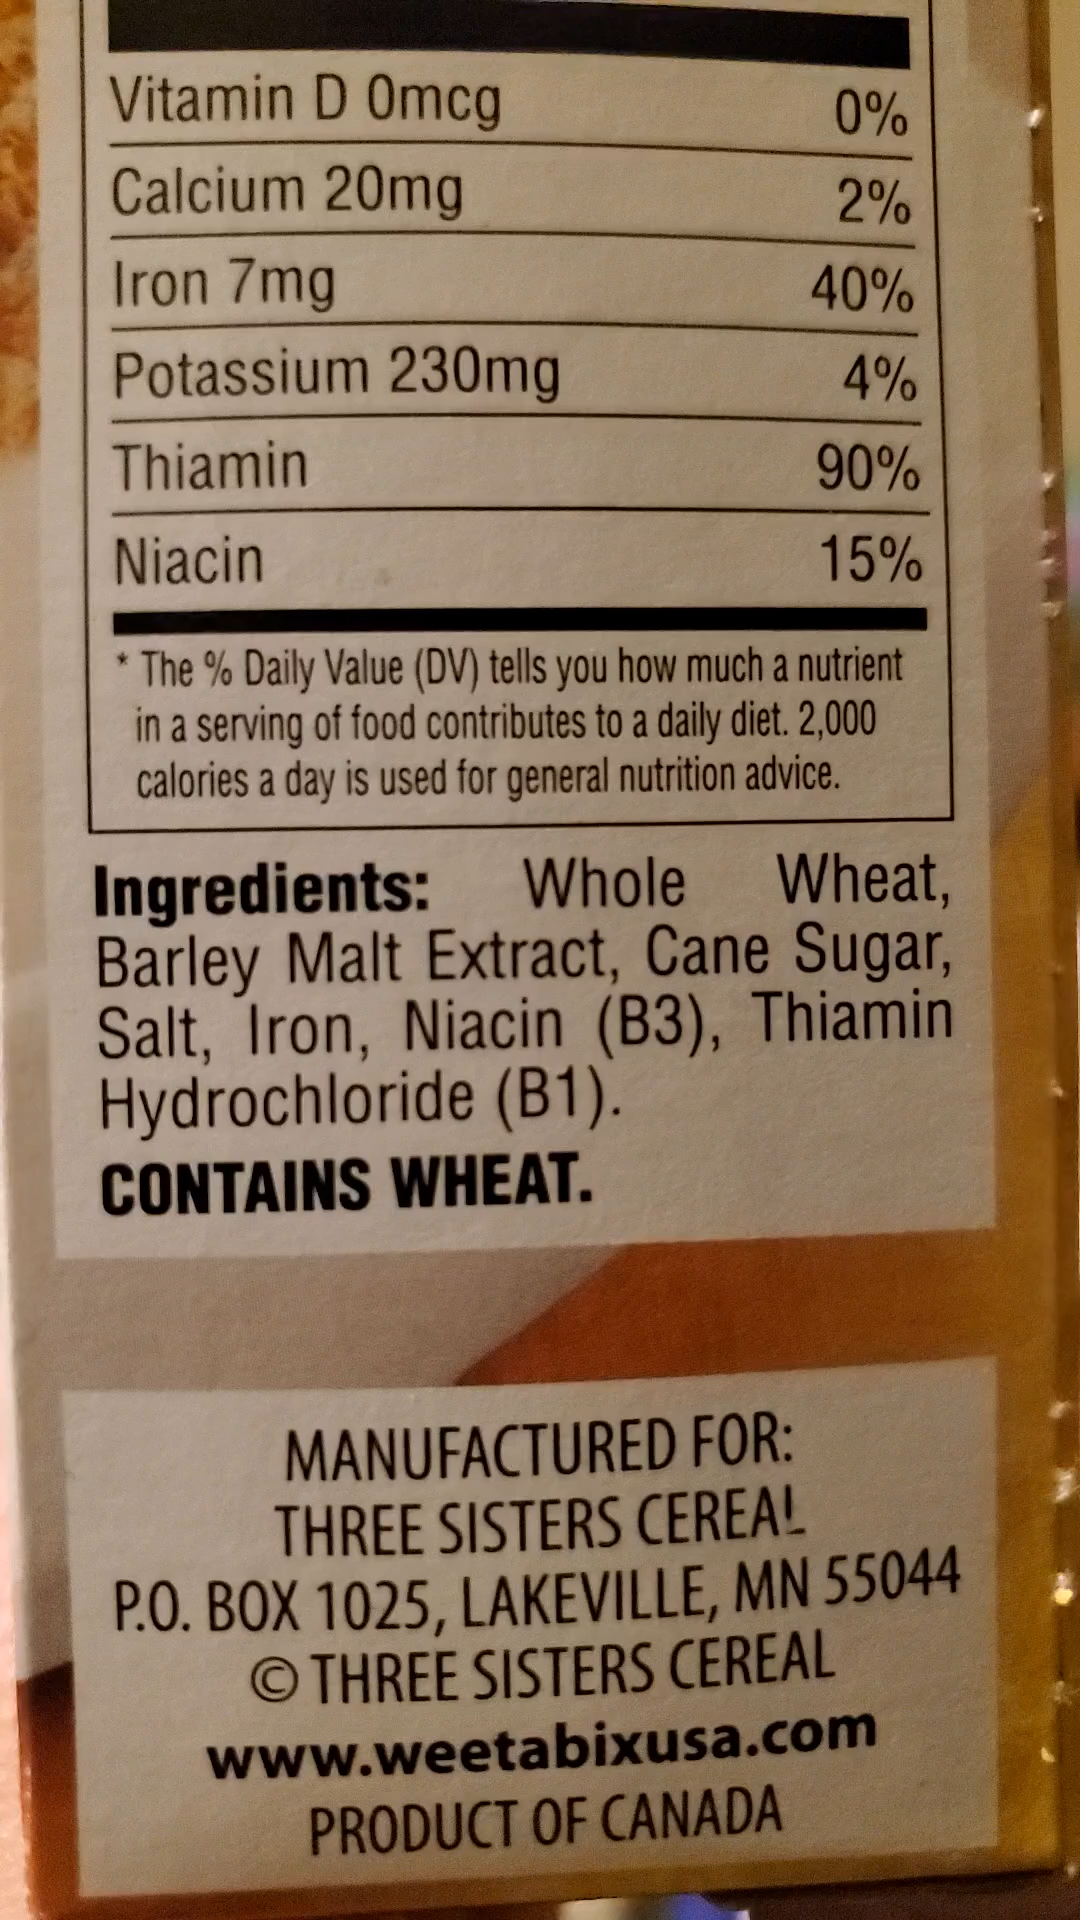 Vitamin D 0mcg 0%
Calcium 20mg 2%
Iron 7mg 40%
Potassium 230mg 4%
Thiamin 90%
Niacin 15%
* The % Daily Value (DV) tells you how much a nutrient
in a serving of food contributes to a daily diet. 2,000
calories a day is used for general nutrition advice.
Ingredients: Whole Wheat,
Barley Malt Extract, Cane Sugar,
Salt, Iron, Niacin (B3), Thiamin
Hydrochloride (B1).
CONTAINS WHEAT.
MANUFACTURED FOR:
THREE SISTERS CEREAL
P.O. BOX 1025, LAKEVILLE, MN 55044
© THREE SISTERS CEREAL
www.weetabixusa.com
PRODUCT OF CANADA